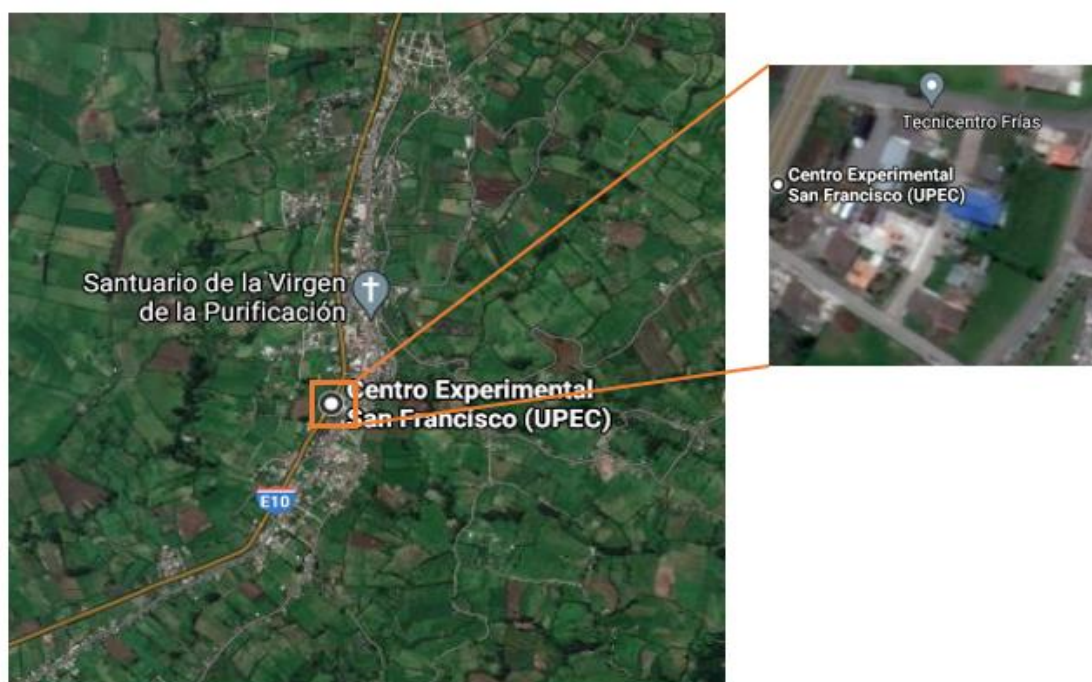 Santuario de la Virgen
de la Purificación
Centro Experimental
San Francisco (UPEC)
E10
Tecnicentro Frías
Centro Experimental
San Francisco (UPEC)